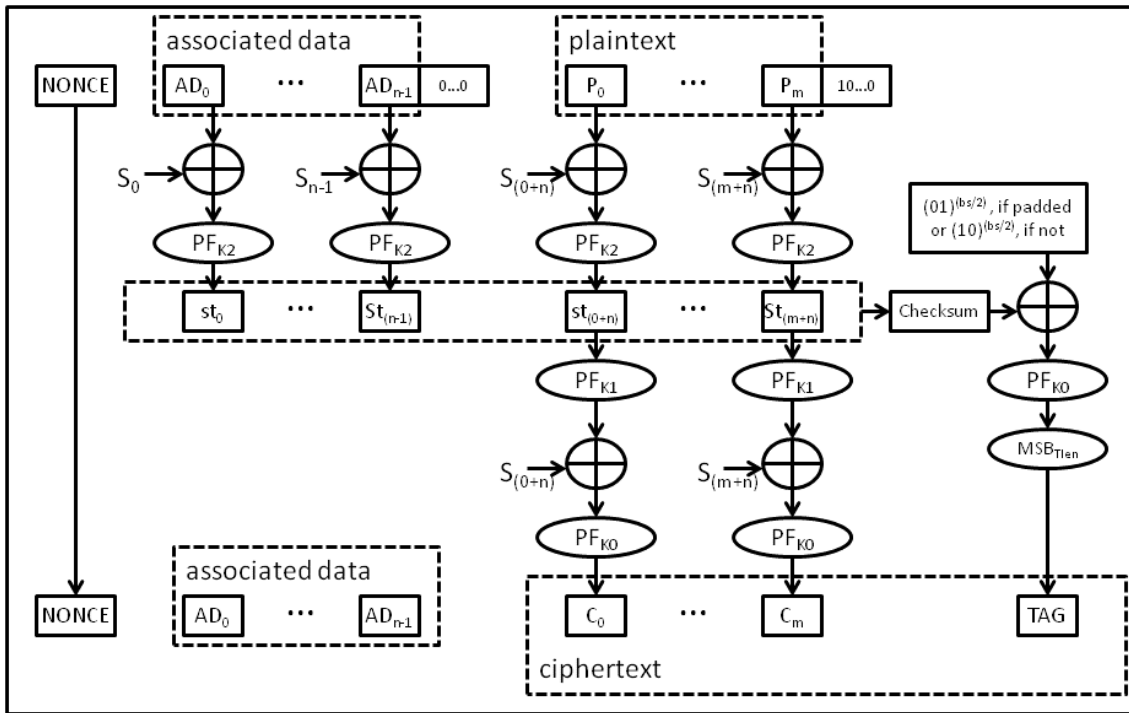 associated data
plaintext
NONCE
AD0
...
ADn-1
0...0
P0
...
Pm
10...0
S0
Sn-1
S(0+n)
S(m+n)
(01)(bs/2), if padded
or (10)(bs/2), if not
PFK2
PFK2
PFK2
PFK2
st0
...
St(n-1)
st(0+n)
...
St(m+n)
Checksum
PFK1
PFK1
PFK0
MSBTlen
S(0+n)
S(m+n)
PFK0
PFK0
associated data
NONCE
AD0
...
ADn-1
C0
...
Cm
TAG
ciphertext